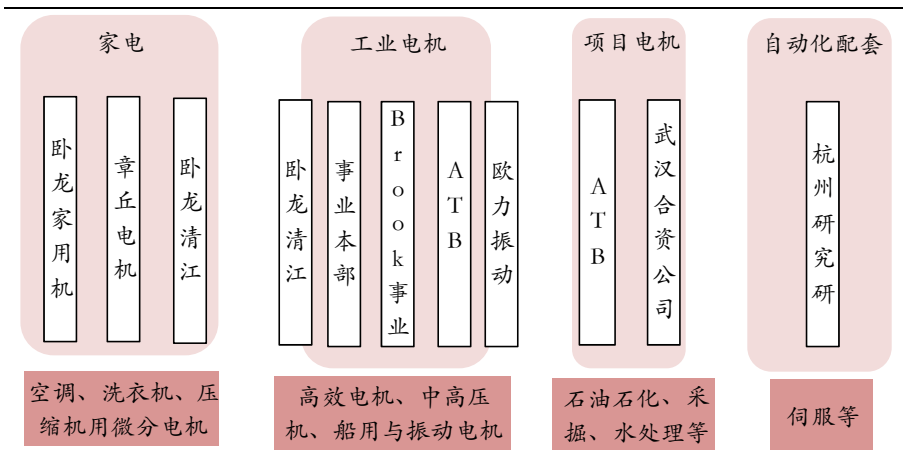 家电
工业电机
项目电机
自动化配套
卧龙家用机
章丘电机
卧龙清江
卧龙清江
事业本部
Brook事业
ATB
欧力振动
ATB
武汉合资公司
杭州研究研
空调、洗衣机、压
缩机用微分电机
高效电机、中高压
机、船用与振动电机
石油石化、采
掘、水处理等
伺服等